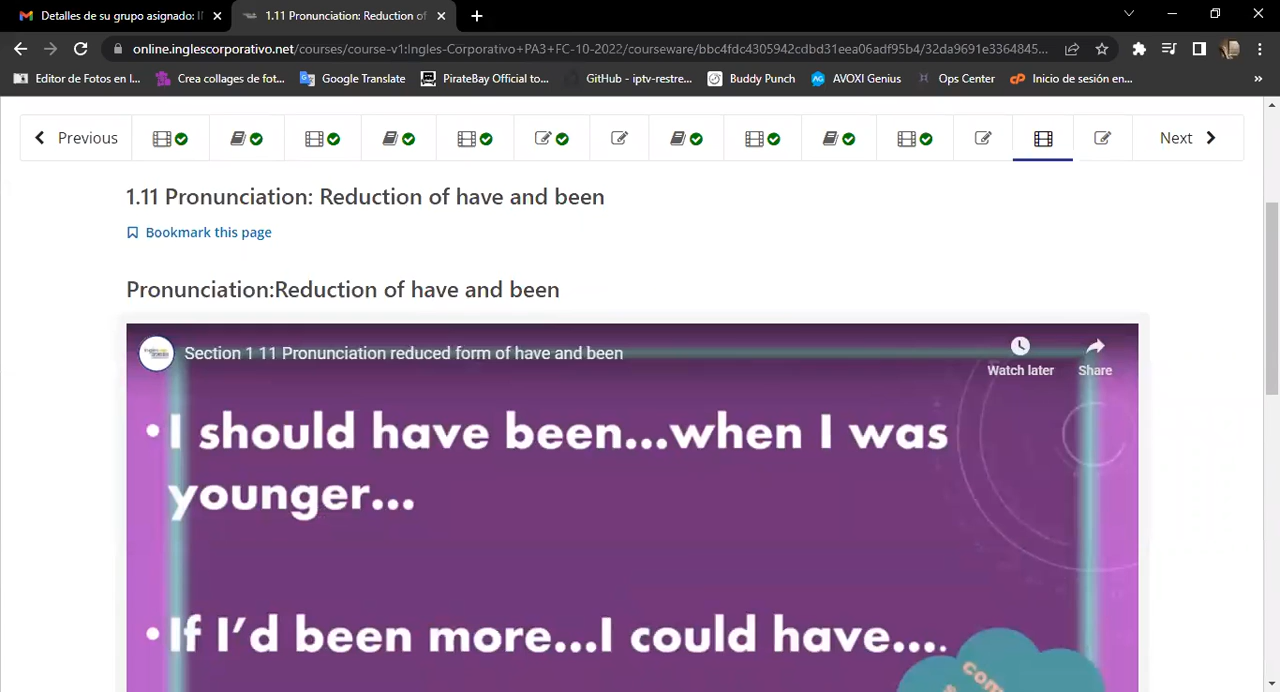 Detalles de su grupo asignado: I
1.11 Pronunciation: Reduction of
online.inglescorporativo.net/courses/course-v1:Ingles-Corporativo+PA3+FC-10-2022/courseware/bbc4fdc4305942cdbd31eea06adf95b4/32da9691e3364845...
Editor de Fotos en l...
Crea collages de fot...
Google Translate
PirateBay Official to...
GitHub - iptv-restre...
Buddy Punch
AVOXI Genius
Ops Center
Inicio de sesión en...
Previous
Next
1.11 Pronunciation: Reduction of have and been
Bookmark this page
Pronunciation:Reduction of have and been
Section 1 11 Pronunciation reduced form of have and been
Watch later
Share
•I should have been...when I was
younger...
•If I'd been more...I could have....
com